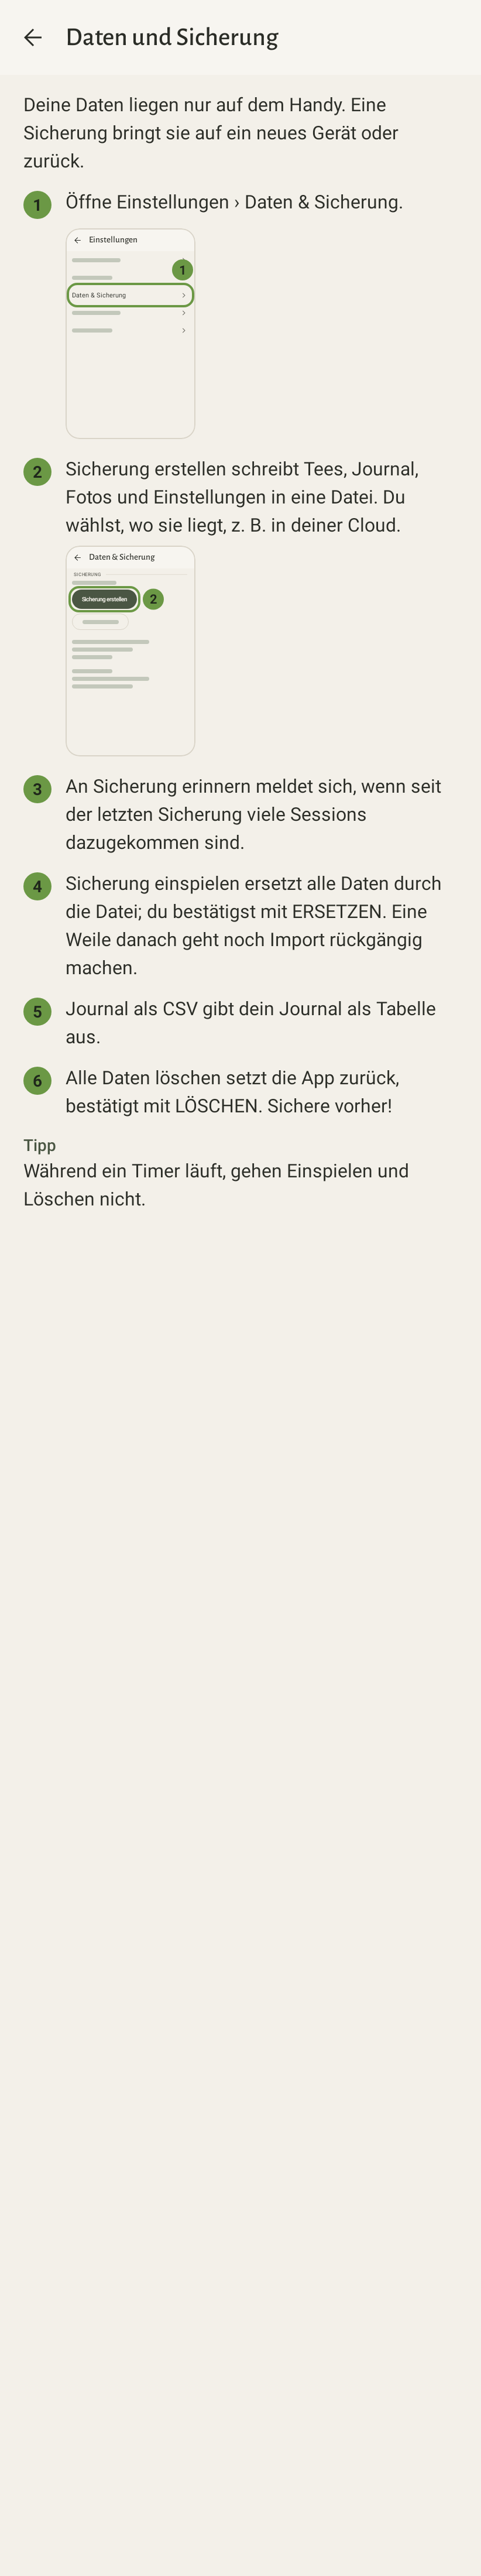 Daten und Sicherung
Deine Daten liegen nur auf dem Handy. Eine
Sicherung bringt sie auf ein neues Gerät oder
zurück.
1 Öffne Einstellungen › Daten & Sicherung.
Einstellungen
1
Daten & Sicherung
2 Sicherung erstellen schreibt Tees, Journal,
Fotos und Einstellungen in eine Datei. Du
wählst, wo sie liegt, z. B. in deiner Cloud.
Daten & Sicherung
SICHERUNG
Sicherung erstellen 2
3 An Sicherung erinnern meldet sich, wenn seit
der letzten Sicherung viele Sessions
dazugekommen sind.
4 Sicherung einspielen ersetzt alle Daten durch
die Datei; du bestätigst mit ERSETZEN. Eine
Weile danach geht noch Import rückgängig
machen.
5 Journal als CSV gibt dein Journal als Tabelle
aus.
6 Alle Daten löschen setzt die App zurück,
bestätigt mit LÖSCHEN. Sichere vorher!
Tipp
Während ein Timer läuft, gehen Einspielen und
Löschen nicht.